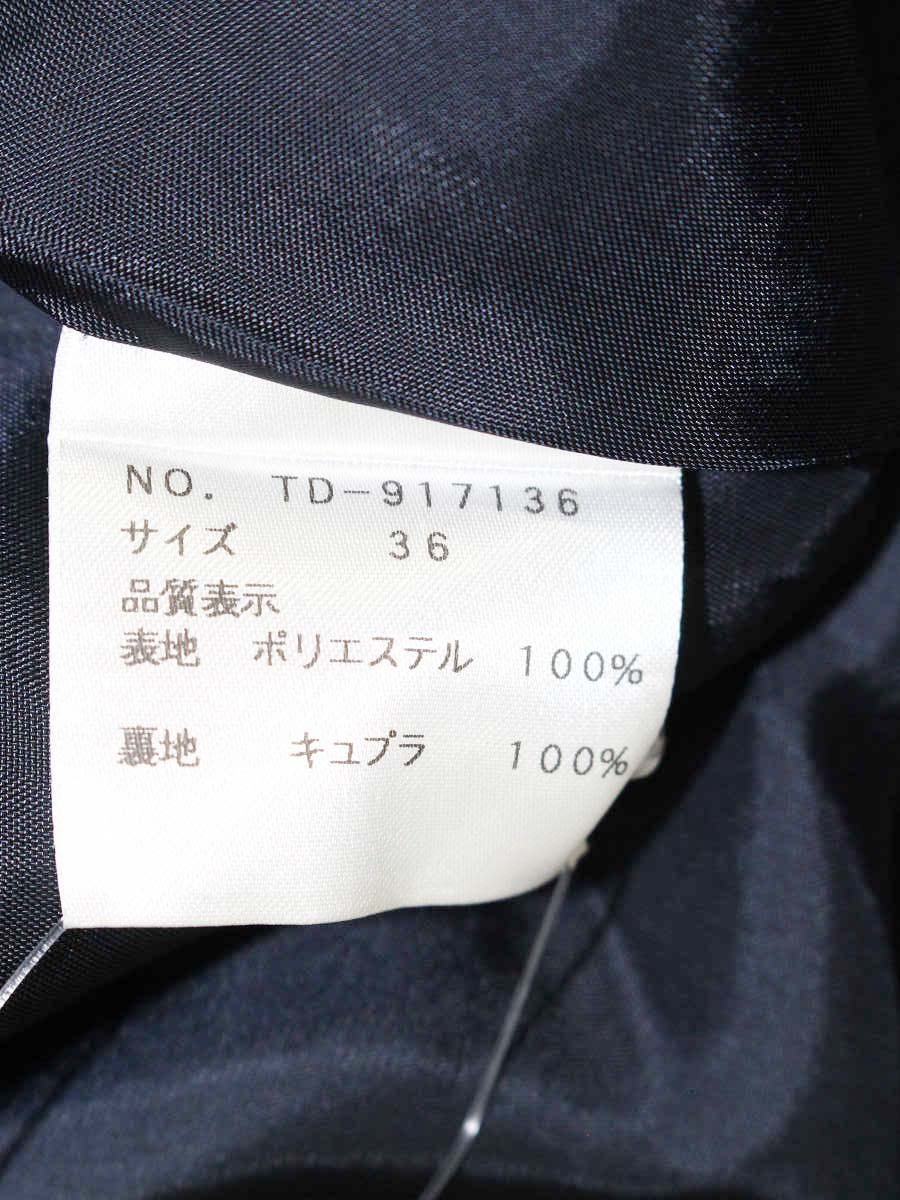 NO. TD-917136
サイズ 36
品質表示
表地 ポリエステル 100%
裏地 キュプラ 100%